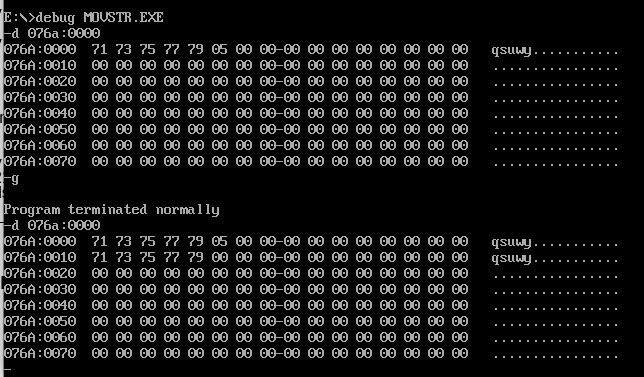 E:\>debug MOVSTR.EXE
-d 076a:0000
076A:0000  71 73 75 77 79 05 00 00-00 00 00 00 00 00 00 00   qsuwy...........
076A:0010  00 00 00 00 00 00 00 00-00 00 00 00 00 00 00 00   ................
076A:0020  00 00 00 00 00 00 00 00-00 00 00 00 00 00 00 00   ................
076A:0030  00 00 00 00 00 00 00 00-00 00 00 00 00 00 00 00   ................
076A:0040  00 00 00 00 00 00 00 00-00 00 00 00 00 00 00 00   ................
076A:0050  00 00 00 00 00 00 00 00-00 00 00 00 00 00 00 00   ................
076A:0060  00 00 00 00 00 00 00 00-00 00 00 00 00 00 00 00   ................
076A:0070  00 00 00 00 00 00 00 00-00 00 00 00 00 00 00 00   ................
-g
Program terminated normally
-d 076a:0000
076A:0000  71 73 75 77 79 05 00 00-00 00 00 00 00 00 00 00   qsuwy...........
076A:0010  71 73 75 77 79 00 00 00-00 00 00 00 00 00 00 00   qsuwy...........
076A:0020  00 00 00 00 00 00 00 00-00 00 00 00 00 00 00 00   ................
076A:0030  00 00 00 00 00 00 00 00-00 00 00 00 00 00 00 00   ................
076A:0040  00 00 00 00 00 00 00 00-00 00 00 00 00 00 00 00   ................
076A:0050  00 00 00 00 00 00 00 00-00 00 00 00 00 00 00 00   ................
076A:0060  00 00 00 00 00 00 00 00-00 00 00 00 00 00 00 00   ................
076A:0070  00 00 00 00 00 00 00 00-00 00 00 00 00 00 00 00   ................
-